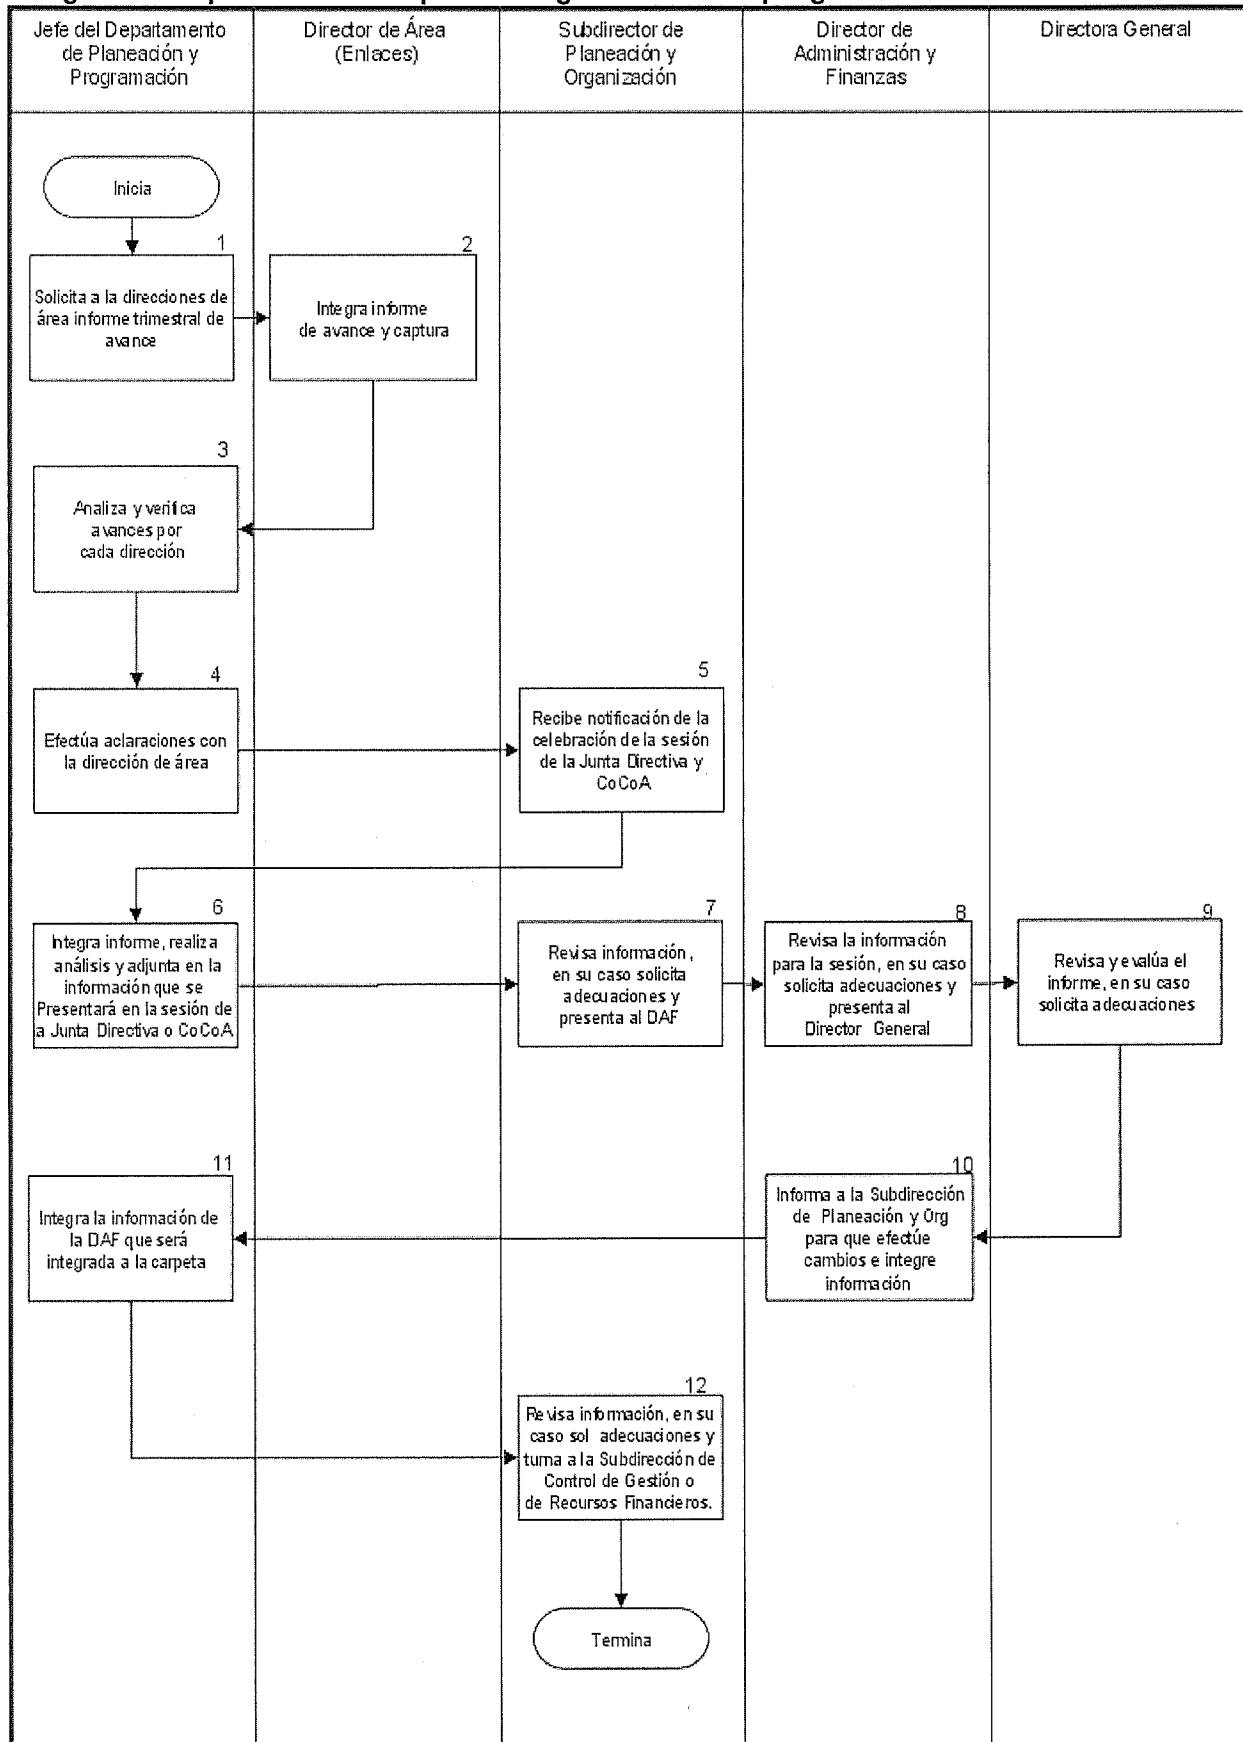 Jefe del Departamento
de Planeación y
Programación
Director de Área
(Enlaces)
Subdirector de
Planeación y
Organización
Director de
Administración y
Finanzas
Directora General
Inicia
1
Solicita a la direcciones de
área informe trimestral de
avance
2
Integra informe
de avance y captura
3
Analiza y verifica
avances por
cada dirección
4
Efectúa aclaraciones con
la dirección de área
5
Recibe notificación de la
celebración de la sesión
de la Junta Directiva y
CoCoA
6
Integra informe, realiza
análisis y adjunta en la
información que se
Presentará en la sesión de
a Junta Directiva o CoCoA
7
Revisa información,
en su caso solicita
adecuaciones y
presenta al DAF
8
Revisa la información
para la sesión, en su caso
solicita adecuaciones y
presenta al
Director General
9
Revisa y evalúa el
informe, en su caso
solicita adecuaciones
10
Informa a la Subdirección
de Planeación y Org
para que efectúe
cambios e integre
información
11
Integra la información de
la DAF que será
integrada a la carpeta
12
Revisa información, en su
caso sol adecuaciones y
turna a la Subdirección de
Control de Gestión o
de Recursos Financieros.
Termina